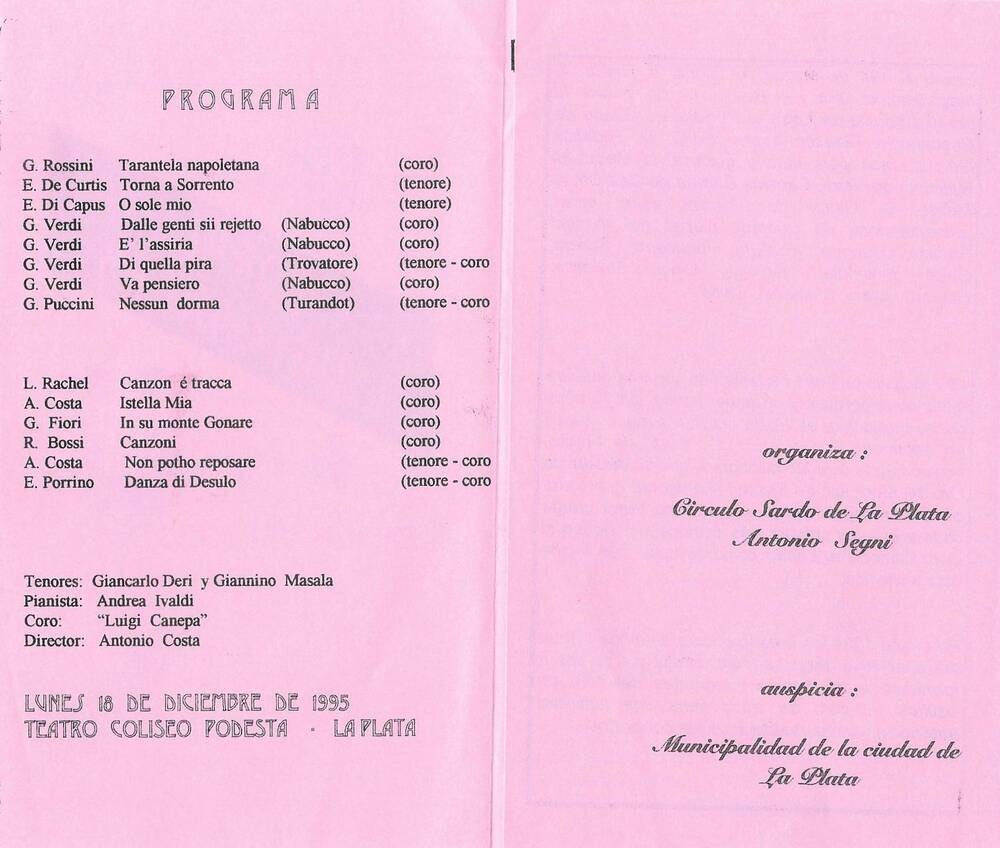 PROGRAMA
G. Rossini Tarantela napoletana (coro)
E. De Curtis Torna a Sorrento (tenore)
E. Di Capus O sole mio (tenore)
G. Verdi Dalle genti sii rejetto (Nabucco) (coro)
G. Verdi E' l'assiria (Nabucco) (coro)
G. Verdi Di quella pira (Trovatore) (tenore - coro
G. Verdi Va pensiero (Nabucco) (coro)
G. Puccini Nessun dorma (Turandot) (tenore - coro
L. Rachel Canzon é tracca (coro)
A. Costa Istella Mia (coro)
G. Fiori In su monte Gonare (coro)
R. Bossi Canzoni (coro)
A. Costa Non potho reposare (tenore - coro
E. Porrino Danza di Desulo (tenore - coro
Tenores: Giancarlo Deri y Giannino Masala
Pianista: Andrea Ivaldi
Coro: "Luigi Canepa"
Director: Antonio Costa
LUNES 18 DE DICIEMBRE DE 1995
TEATRO COLISEO PODESTA - LA PLATA
organiza :
Circulo Sardo de La Plata
Antonio Segni
auspicia :
Municipalidad de la ciudad de
La Plata